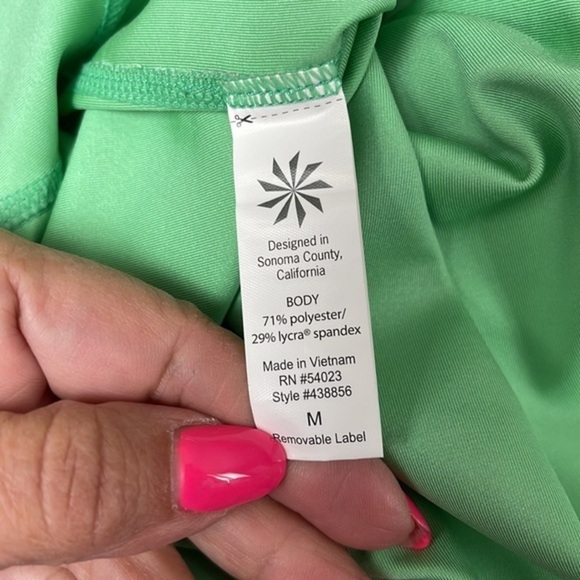 Designed in
Sonoma County,
California
BODY
71% polyester/
29% lycra® spandex
Made in Vietnam
RN #54023
Style #438856
M
Removable Label